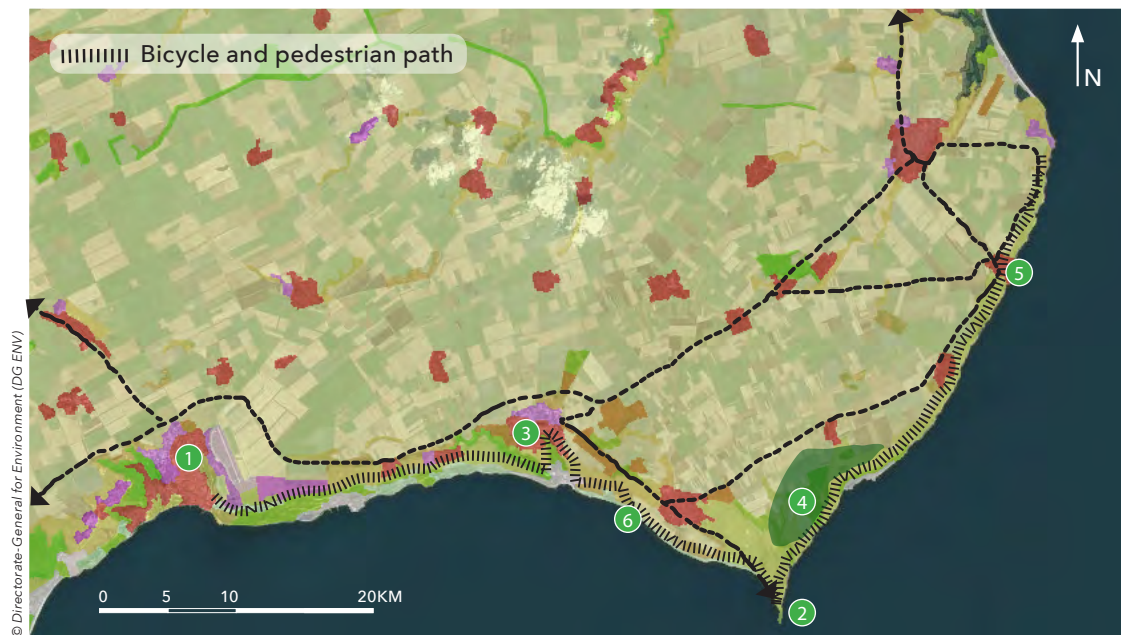 Bicycle and pedestrian path
N
5
3
1
4
6
0 5 10 20KM
2
© Directorate-General for Environment (DG ENV)